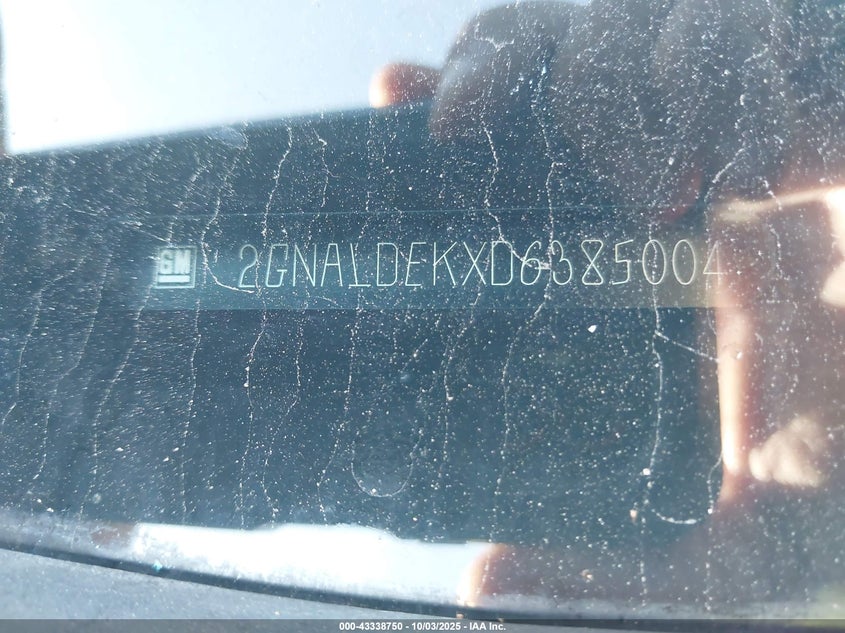 GM 2GNALDEKXD6385004
000-43338750 - 10/03/2025 - IAA Inc.